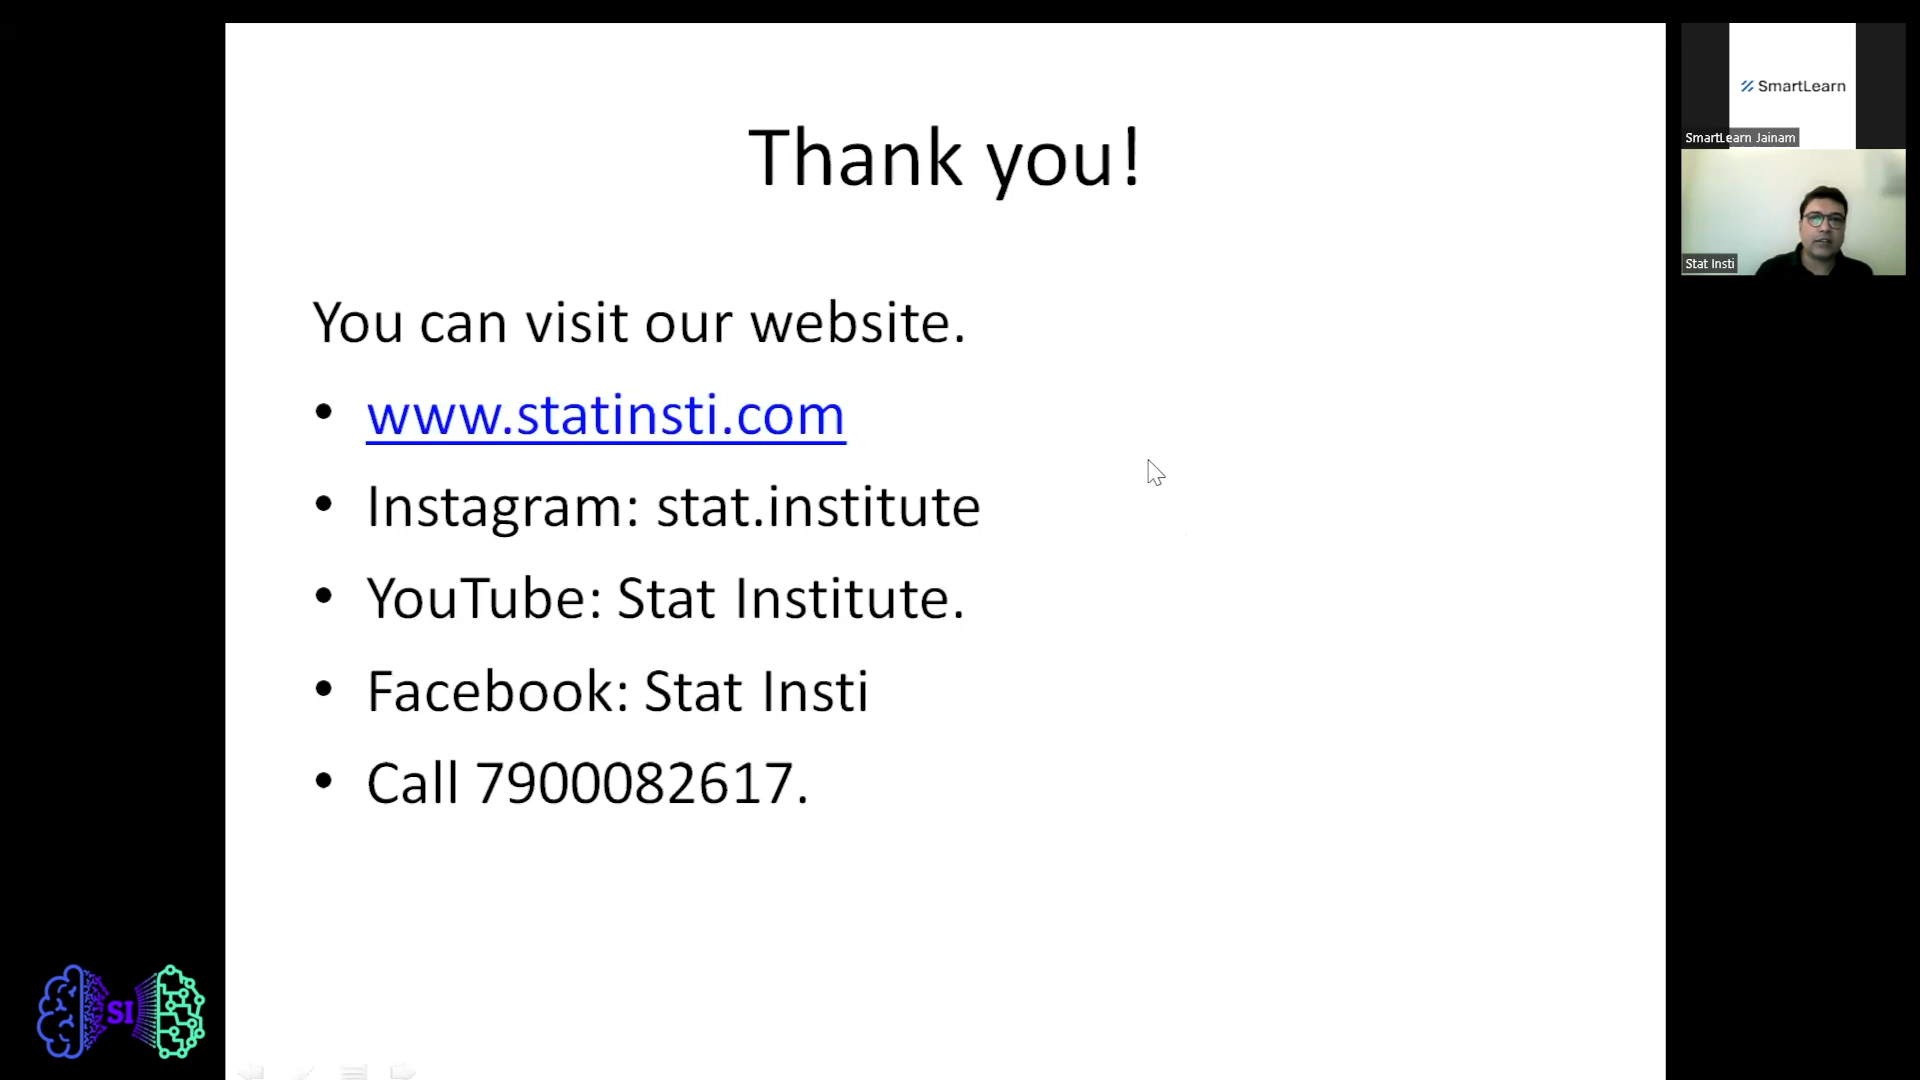 Thank you!
You can visit our website.
• www.statinsti.com
• Instagram: stat.institute
• YouTube: Stat Institute.
• Facebook: Stat Insti
• Call 7900082617.
SmartLearn
SmartLearn Jainam
Stat Insti
SI